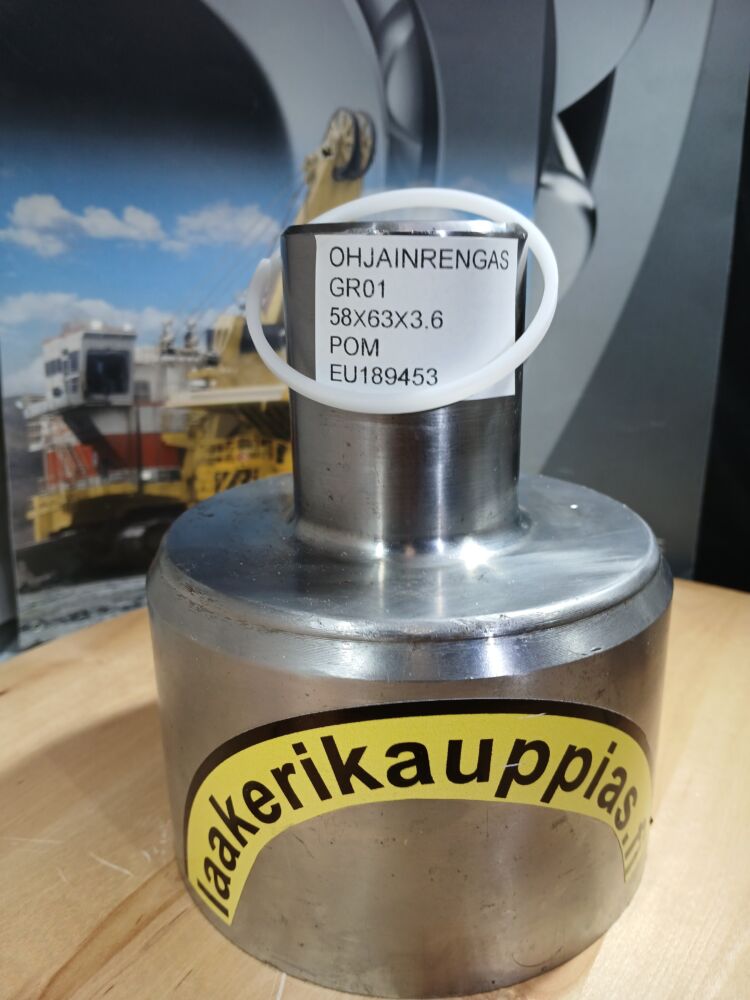 OHJAINRENGAS
GR01
58X63X3.6
POM
EU189453
laakerikauppias.fi